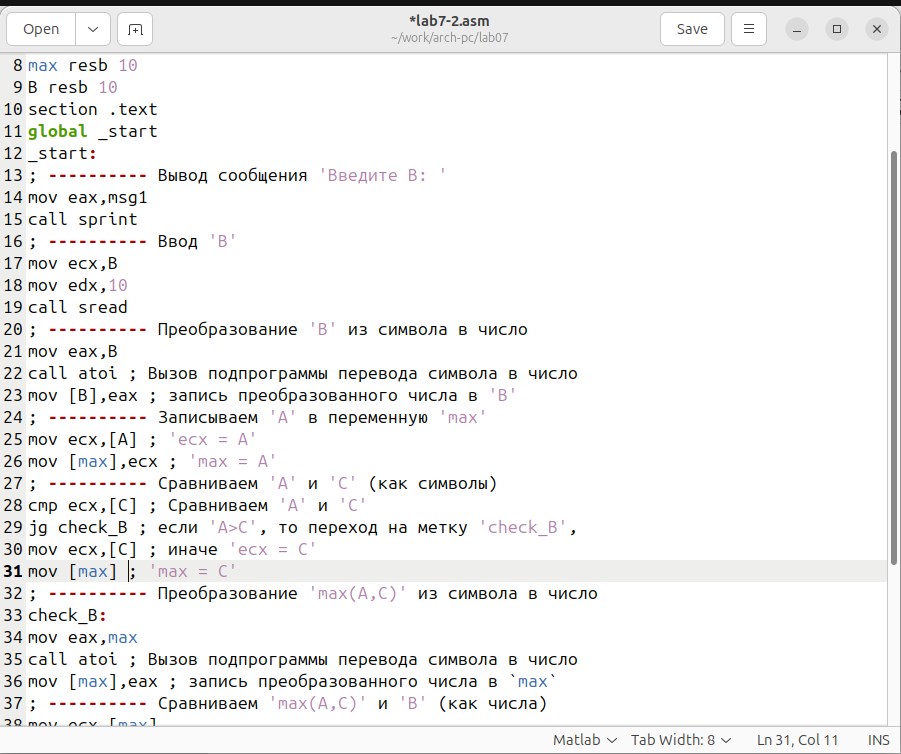 Open
*lab7-2.asm
~/work/arch-pc/lab07
Save
8 max resb 10
9 B resb 10
10 section .text
11 global _start
12 _start:
13 ; ---------- Вывод сообщения 'Введите B: '
14 mov eax,msg1
15 call sprint
16 ; ---------- Ввод 'B'
17 mov ecx,B
18 mov edx,10
19 call sread
20 ; ---------- Преобразование 'B' из символа в число
21 mov eax,B
22 call atoi ; Вызов подпрограммы перевода символа в число
23 mov [B],eax ; запись преобразованного числа в 'B'
24 ; ---------- Записываем 'A' в переменную 'max'
25 mov ecx,[A] ; 'ecx = A'
26 mov [max],ecx ; 'max = A'
27 ; ---------- Сравниваем 'A' и 'С' (как символы)
28 cmp ecx,[C] ; Сравниваем 'A' и 'С'
29 jg check_B ; если 'A>C', то переход на метку 'check_B',
30 mov ecx,[C] ; иначе 'ecx = C'
31 mov [max] ; 'max = C'
32 ; ---------- Преобразование 'max(A,C)' из символа в число
33 check_B:
34 mov eax,max
35 call atoi ; Вызов подпрограммы перевода символа в число
36 mov [max],eax ; запись преобразованного числа в `max`
37 ; ---------- Сравниваем 'max(A,C)' и 'B' (как числа)
38 mov ecx,[max]
Matlab Tab Width: 8 Ln 31, Col 11 INS